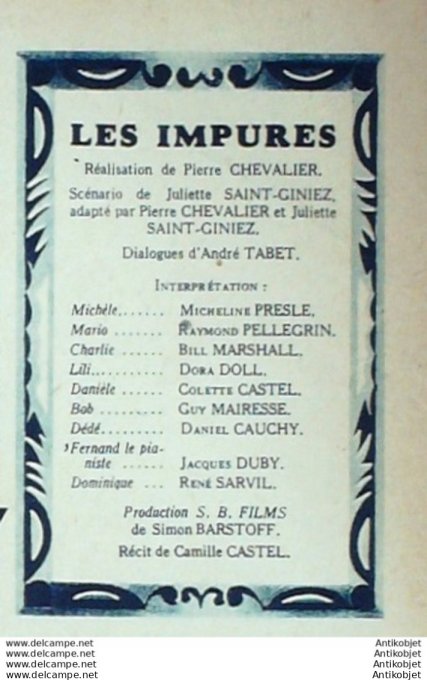 LES IMPURES
Réalisation de Pierre CHEVALIER.
Scénario de Juliette SAINT-GINIEZ,
adapté par Pierre CHEVALIER et Juliette
SAINT-GINIEZ.
Dialogues d'André TABET.
INTERPRÉTATION :
Michèle....... MICHELINE PRESLE.
Mario ....... RAYMOND PELLEGRIN.
Charlie ...... BILL MARSHALL.
Lili.......... DORA DOLL.
Danièle ...... COLETTE CASTEL.
Bob ......... GUY MAIRESSE.
Dédé......... DANIEL CAUCHY.
Fernand le pia-
niste ...... JACQUES DUBY.
Dominique ... RENÉ SARVIL.
Production S. B. FILMS
de Simon BARSTOFF.
Récit de Camille CASTEL.
www.delcampe.net Antikobjet
www.delcampe.net Antikobjet
www.delcampe.net Antikobjet
www.delcampe.net Antikobjet